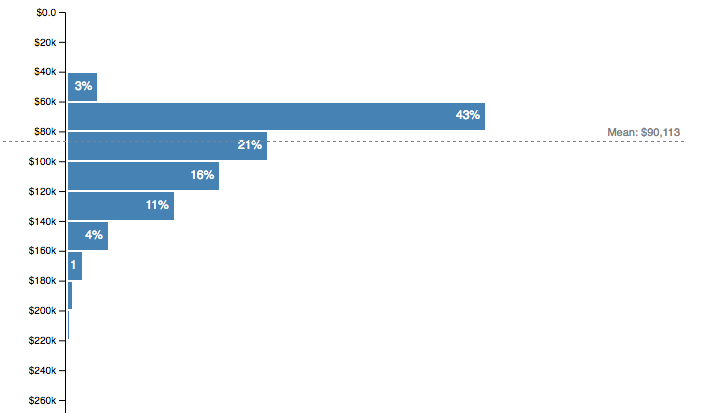 $0.0
$20k
$40k
3%
$60k
43%
Mean: $90,113
$80k
21%
$100k
16%
$120k
11%
$140k
4%
$160k
1
$180k
$200k
$220k
$240k
$260k